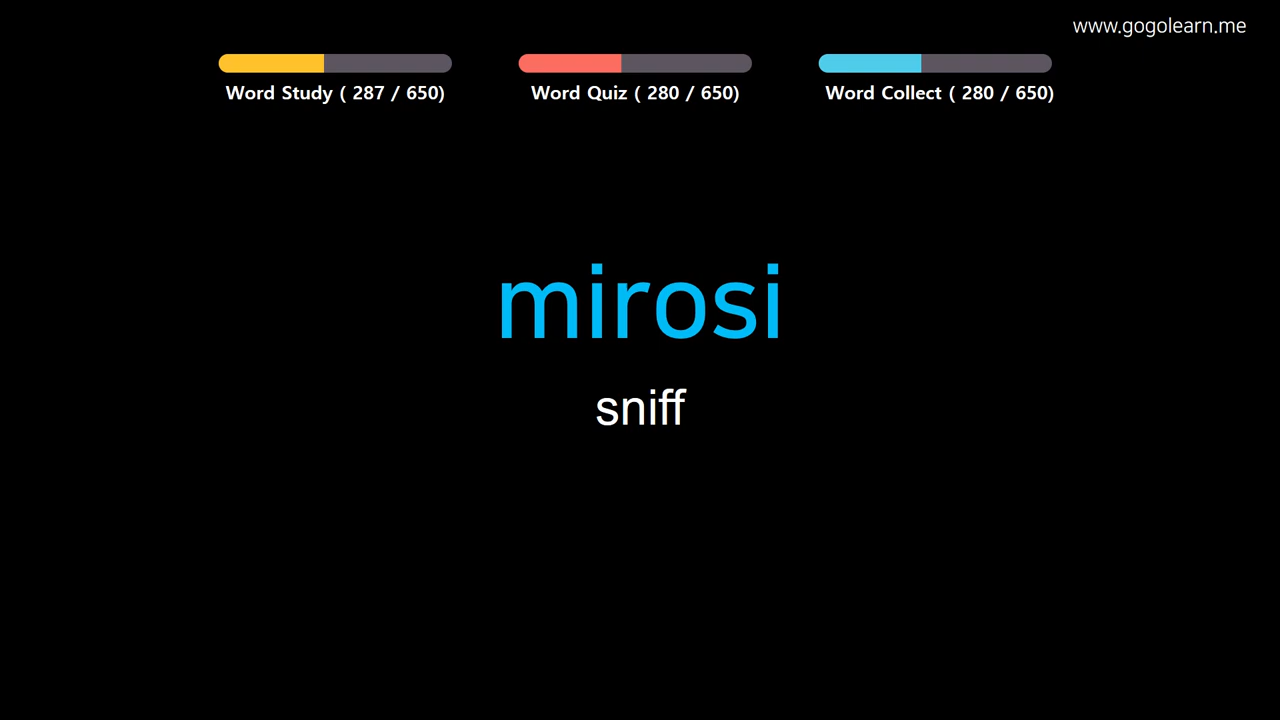 www.gogolearn.me
Word Study ( 287 / 650)
Word Quiz ( 280 / 650)
Word Collect ( 280 / 650)
mirosi
sniff